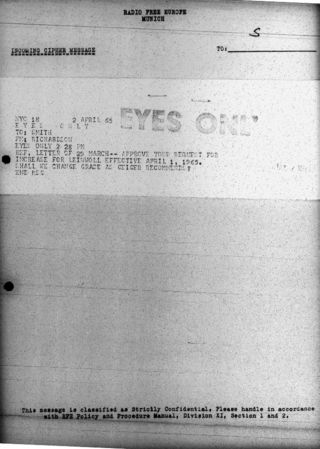 RADIO FREE EUROPE
MUNICH
S
INCOMING CIPHER MESSAGE
TO:
NYC 1H 2 APRIL 65
E Y E S O N L Y
EYES ONLY
TO: SMITH
FM: RICHARDSON
EYES ONLY 2 28 PM
REF. LETTER OF 29 MARCH-- APPROVE YOUR REQUEST FOR
INCREASE FOR LEINWOLL EFFECTIVE APRIL 1, 1965.
SHALL WE CHANGE GRADE AS GEIGER RECOMMENDS?
END MSG
This message is classified as Strictly Confidential. Please handle in accordance
with RFE Policy and Procedure Manual, Division XI, Section 1 and 2.